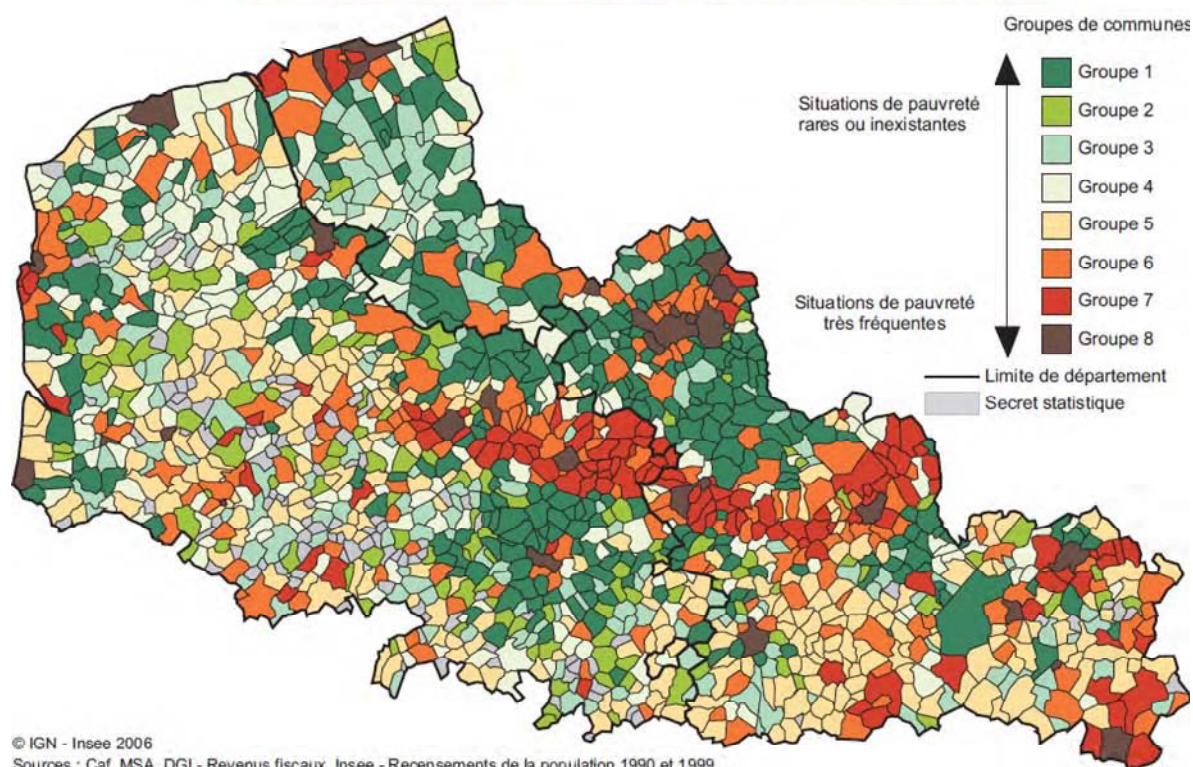 Groupes de communes
Situations de pauvreté
rares ou inexistantes
Situations de pauvreté
très fréquentes
Groupe 1
Groupe 2
Groupe 3
Groupe 4
Groupe 5
Groupe 6
Groupe 7
Groupe 8
Limite de département
Secret statistique
© IGN - Insee 2006
Sources : Caf, MSA, DGI - Revenus fiscaux, Insee - Recensements de la population 1990 et 1999